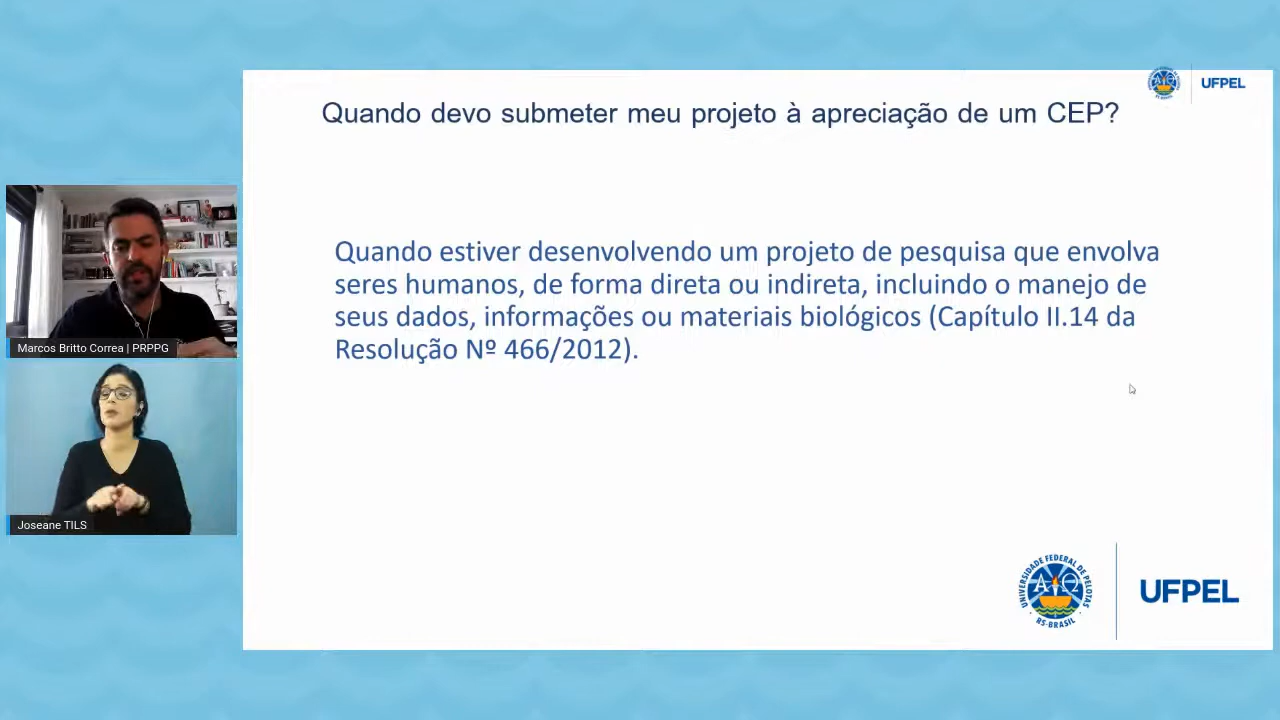 UFPEL
Quando devo submeter meu projeto à apreciação de um CEP?
Quando estiver desenvolvendo um projeto de pesquisa que envolva
seres humanos, de forma direta ou indireta, incluindo o manejo de
seus dados, informações ou materiais biológicos (Capítulo II.14 da
Resolução Nº 466/2012).
Marcos Britto Correa | PRPPG
Joseane TILS
UNIVERSIDADE FEDERAL DE PELOTAS
RS-BRASIL
UFPEL